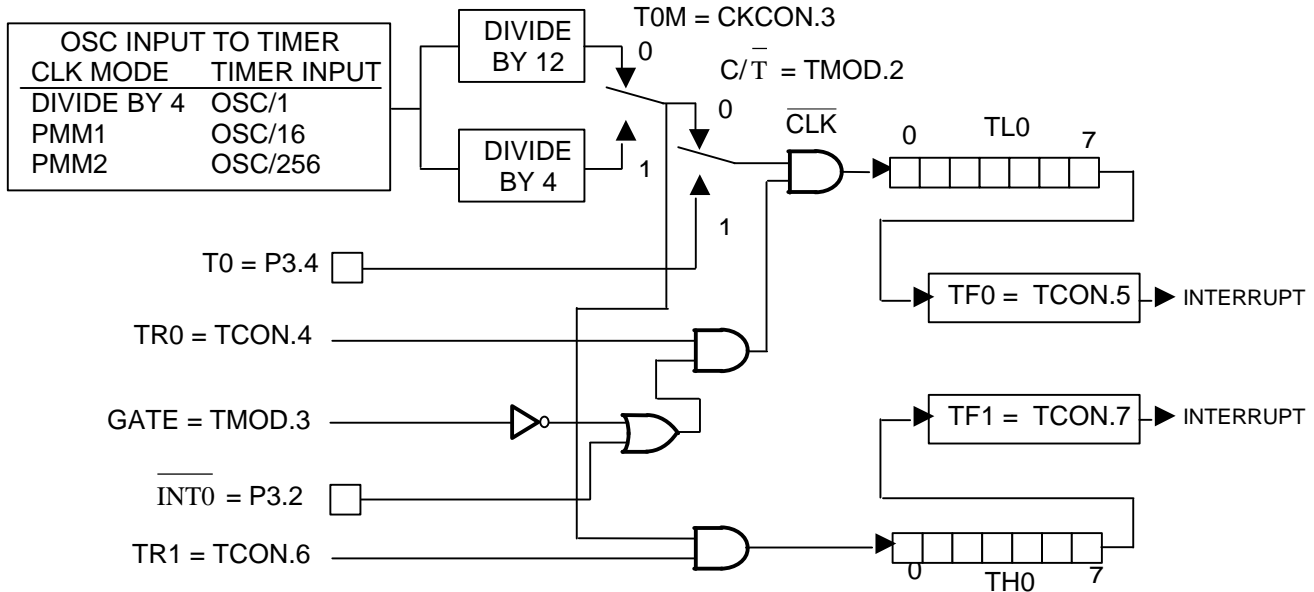 OSC INPUT TO TIMER
CLK MODE TIMER INPUT
DIVIDE BY 4 OSC/1
PMM1 OSC/16
PMM2 OSC/256
DIVIDE
BY 12
DIVIDE
BY 4
T0M = CKCON.3
0
1
C/T̅ = TMOD.2
0
1
C̅L̅K̅
0 TL0 7
T0 = P3.4
TF0 = TCON.5
INTERRUPT
TR0 = TCON.4
GATE = TMOD.3
TF1 = TCON.7
INTERRUPT
I̅N̅T̅0̅ = P3.2
TR1 = TCON.6
0 TH0 7